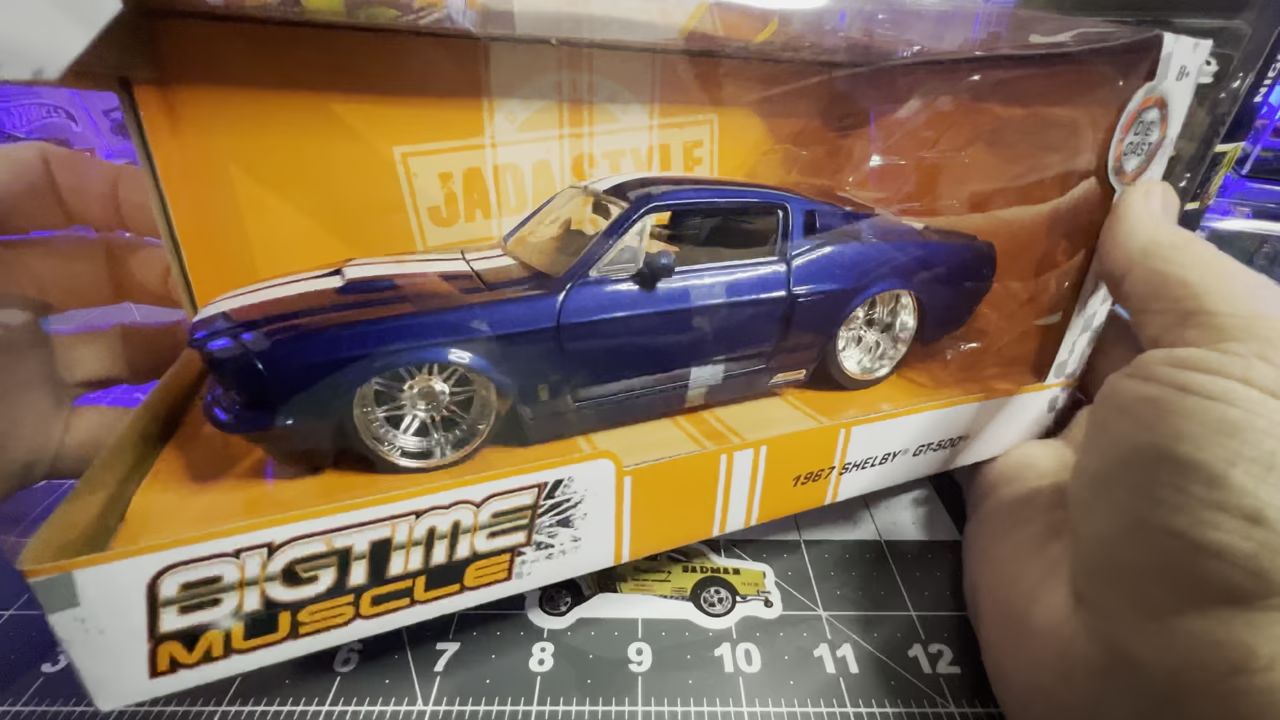 WHEELS
8+
DIE
CAST
JADA STYLE
1967 SHELBY® GT-500®
BIGTIME
MUSCLE
BADMAN
6 7 8 9 10 11 12